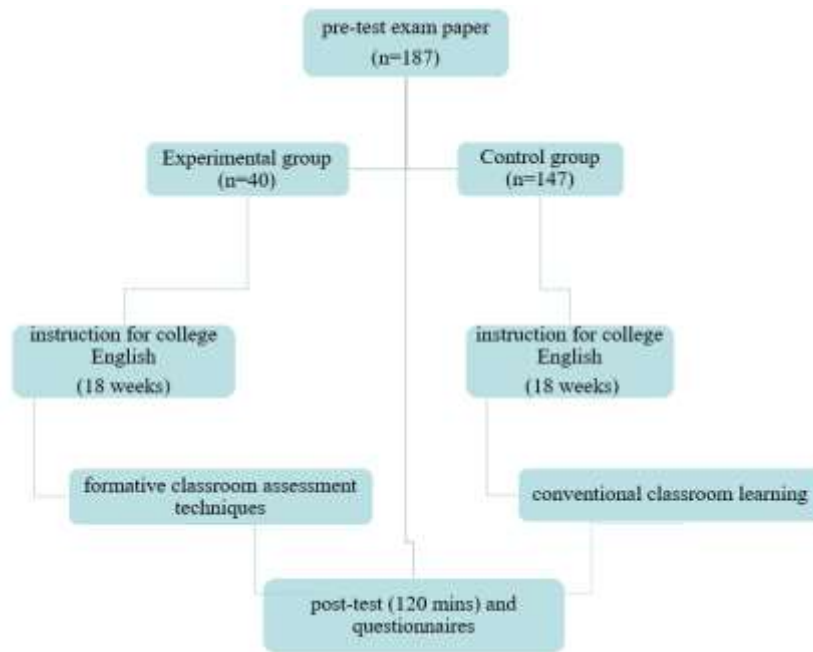 pre-test exam paper
(n=187)
Experimental group
(n=40)
Control group
(n=147)
instruction for college
English
(18 weeks)
instruction for college
English
(18 weeks)
formative classroom assessment
techniques
conventional classroom learning
post-test (120 mins) and
questionnaires